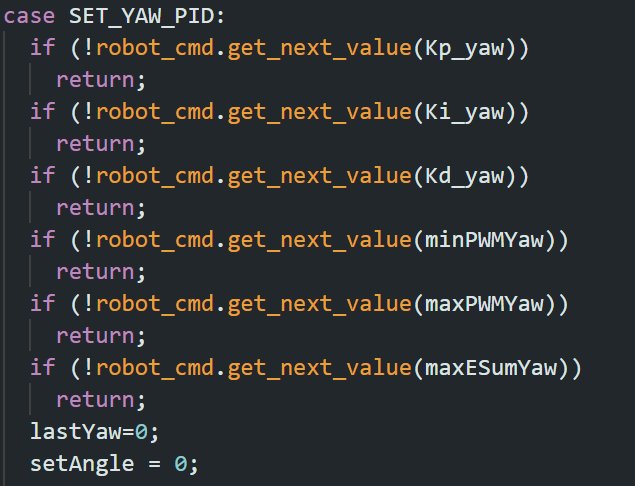 case SET_YAW_PID:
if (!robot_cmd.get_next_value(Kp_yaw))
return;
if (!robot_cmd.get_next_value(Ki_yaw))
return;
if (!robot_cmd.get_next_value(Kd_yaw))
return;
if (!robot_cmd.get_next_value(minPWMYaw))
return;
if (!robot_cmd.get_next_value(maxPWMYaw))
return;
if (!robot_cmd.get_next_value(maxESumYaw))
return;
lastYaw=0;
setAngle = 0;